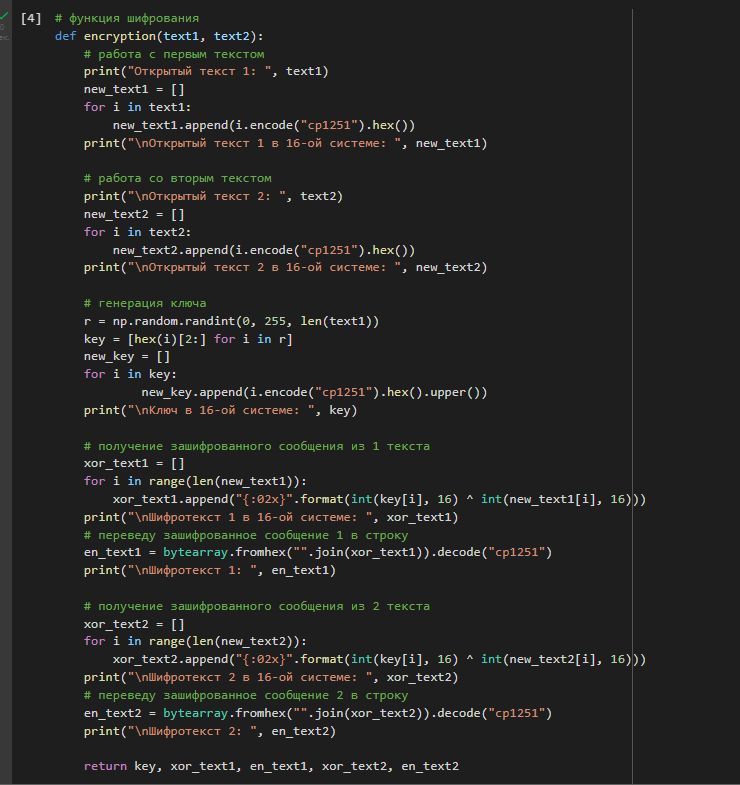 [4] # функция шифрования
def encryption(text1, text2):
    # работа с первым текстом
    print("Открытый текст 1: ", text1)
    new_text1 = []
    for i in text1:
        new_text1.append(i.encode("cp1251").hex())
    print("\nОткрытый текст 1 в 16-ой системе: ", new_text1)

    # работа со вторым текстом
    print("\nОткрытый текст 2: ", text2)
    new_text2 = []
    for i in text2:
        new_text2.append(i.encode("cp1251").hex())
    print("\nОткрытый текст 2 в 16-ой системе: ", new_text2)

    # генерация ключа
    r = np.random.randint(0, 255, len(text1))
    key = [hex(i)[2:] for i in r]
    new_key = []
    for i in key:
            new_key.append(i.encode("cp1251").hex().upper())
    print("\nКлюч в 16-ой системе: ", key)

    # получение зашифрованного сообщения из 1 текста
    xor_text1 = []
    for i in range(len(new_text1)):
        xor_text1.append("{:02x}".format(int(key[i], 16) ^ int(new_text1[i], 16)))
    print("\nШифротекст 1 в 16-ой системе: ", xor_text1)
    # переведу зашифрованное сообщение 1 в строку
    en_text1 = bytearray.fromhex("".join(xor_text1)).decode("cp1251")
    print("\nШифротекст 1: ", en_text1)

    # получение зашифрованного сообщения из 2 текста
    xor_text2 = []
    for i in range(len(new_text2)):
        xor_text2.append("{:02x}".format(int(key[i], 16) ^ int(new_text2[i], 16)))
    print("\nШифротекст 2 в 16-ой системе: ", xor_text2)
    # переведу зашифрованное сообщение 2 в строку
    en_text2 = bytearray.fromhex("".join(xor_text2)).decode("cp1251")
    print("\nШифротекст 2: ", en_text2)

    return key, xor_text1, en_text1, xor_text2, en_text2